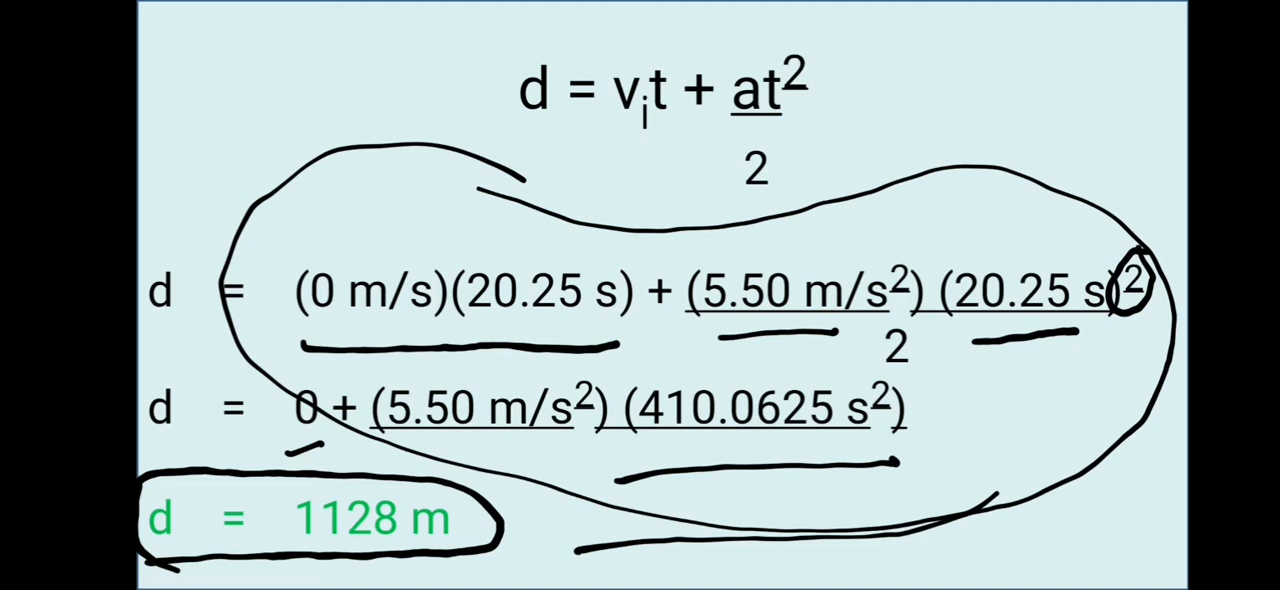 d = vᵢt + at²
2
d = (0 m/s)(20.25 s) + (5.50 m/s²) (20.25 s)²
2
d = 0 + (5.50 m/s²) (410.0625 s²)
d = 1128 m